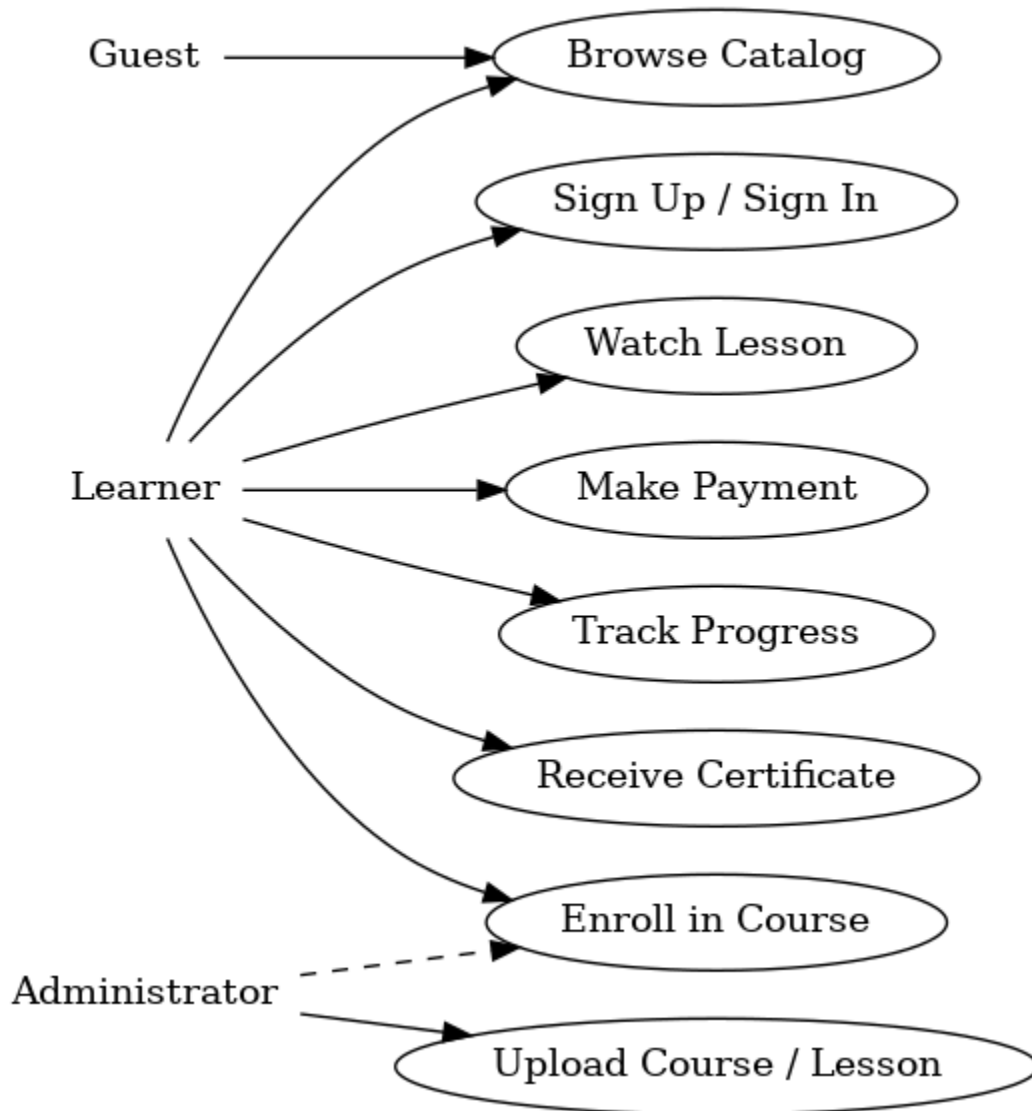 Guest
Browse Catalog
Sign Up / Sign In
Watch Lesson
Learner
Make Payment
Track Progress
Receive Certificate
Enroll in Course
Administrator
Upload Course / Lesson